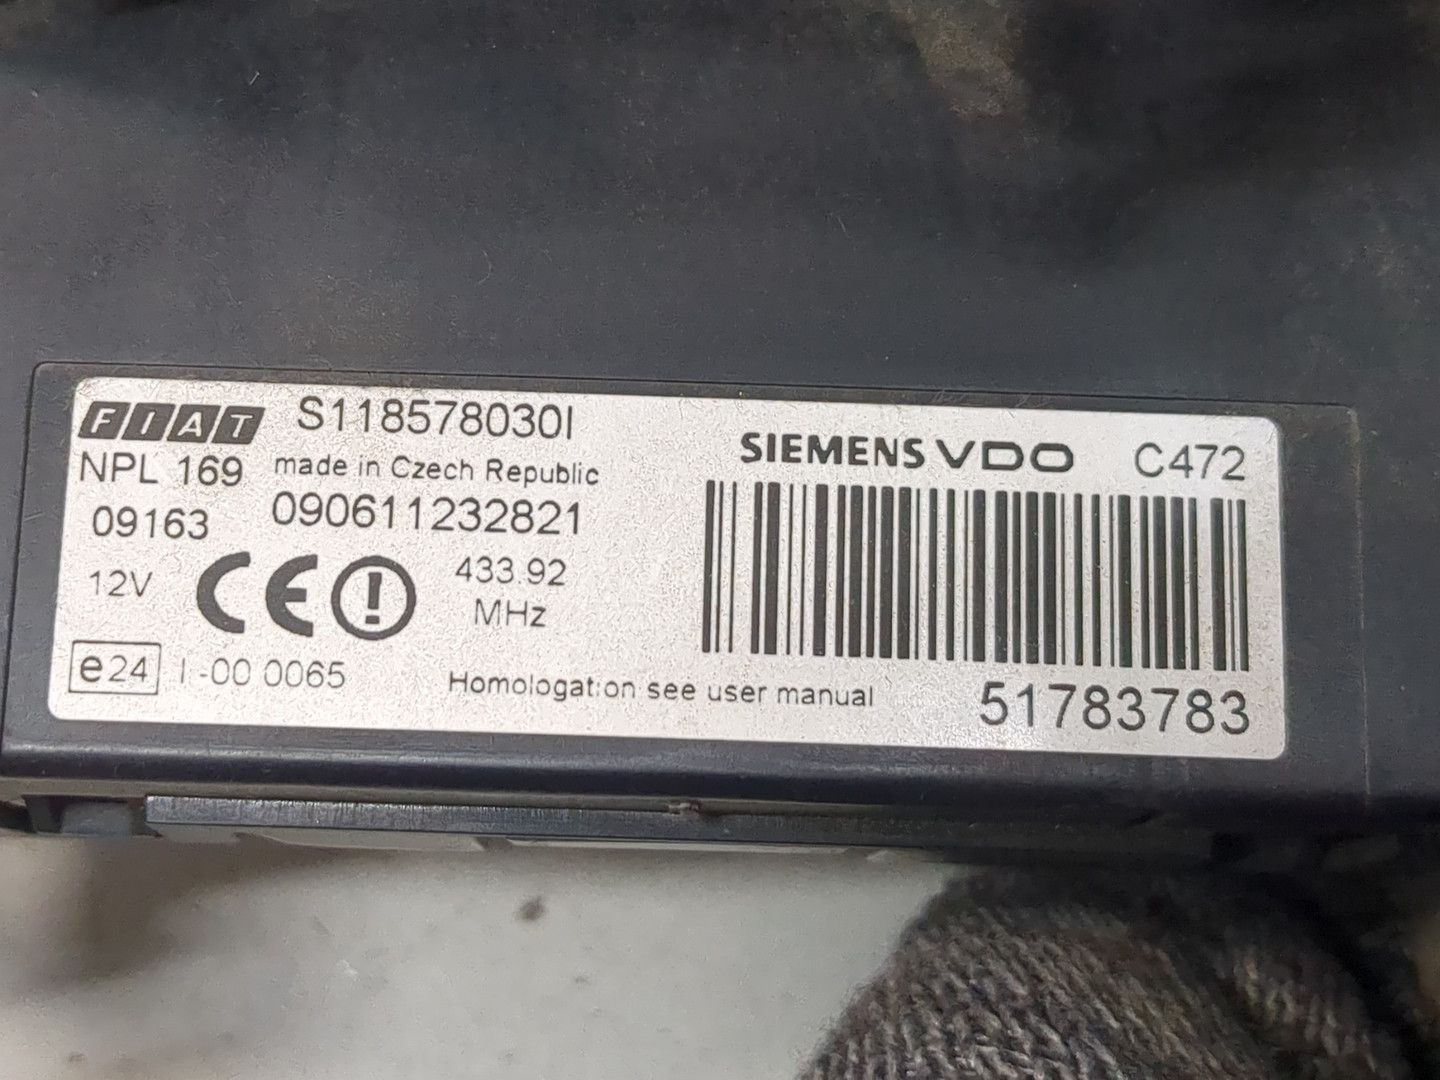 FIAT S118578030I
NPL 169 made in Czech Republic
09163 090611232821
12V CE 433.92
MHz
e24 I-00 0065
Homologation see user manual
SIEMENS VDO C472
51783783